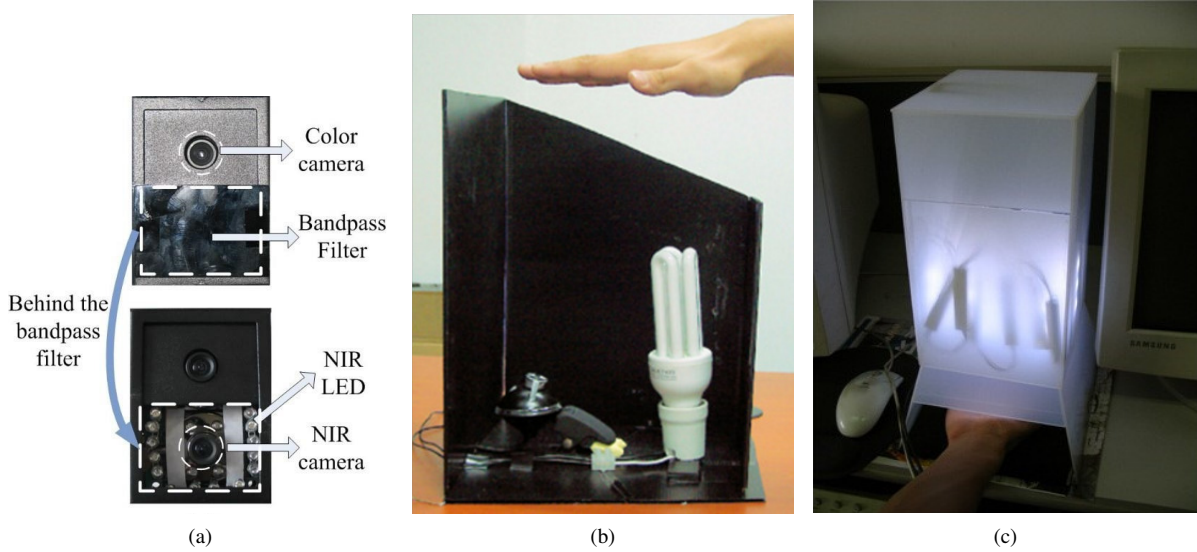 Color
camera
Bandpass
Filter
Behind the
bandpass
filter
NIR
LED
NIR
camera
SAMSUNG
(a)
(b)
(c)